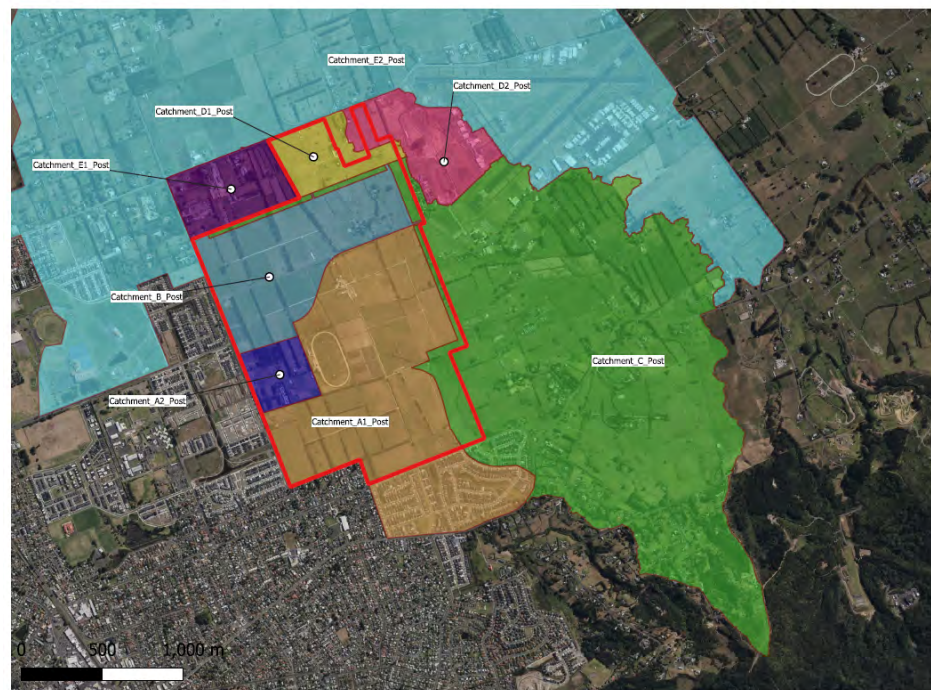 Catchment_E2_Post
Catchment_D2_Post
Catchment_D1_Post
Catchment_E1_Post
Catchment_B_Post
Catchment_C_Post
Catchment_A2_Post
Catchment_A1_Post
0 500 1,000 m